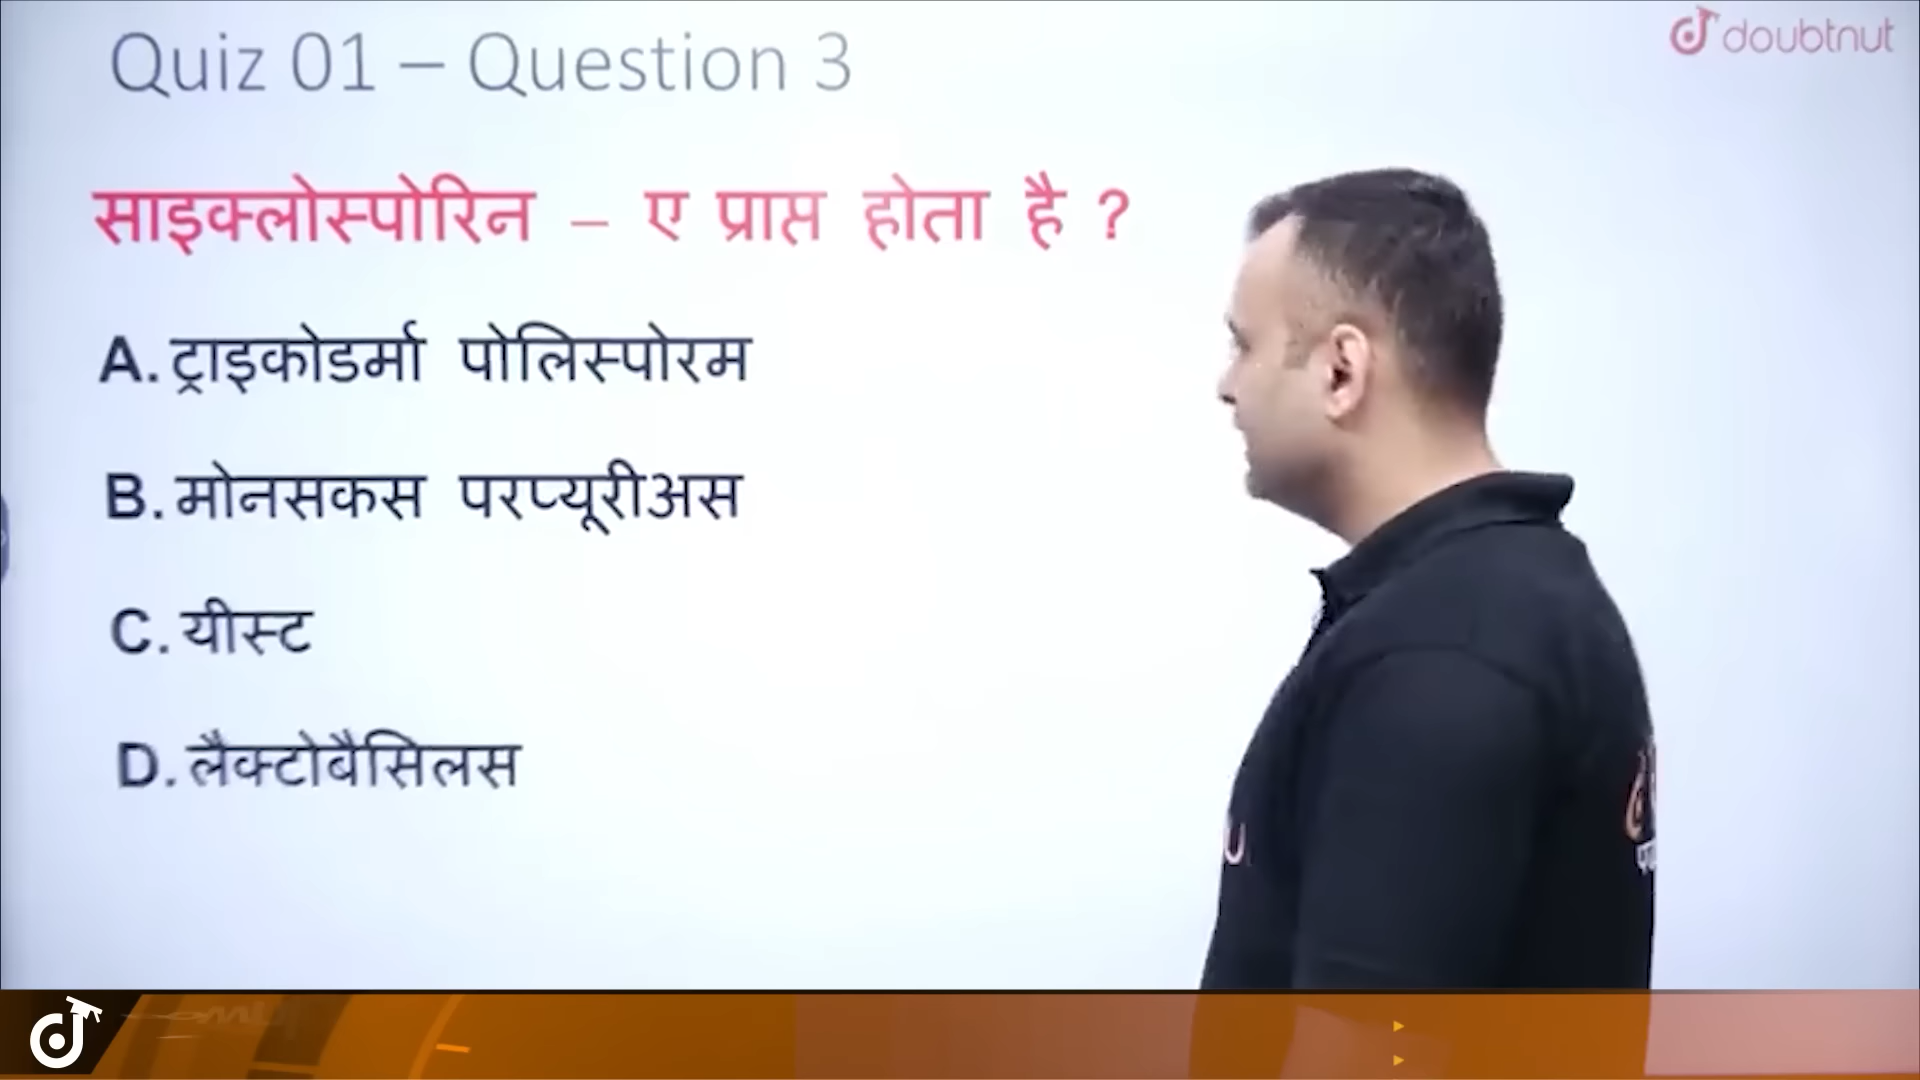 Quiz 01 – Question 3
doubtnut
साइक्लोस्पोरिन – ए प्राप्त होता है ?
A. ट्राइकोडर्मा पोलिस्पोरम
B. मोनसकस परप्यूरीअस
C. यीस्ट
D. लैक्टोबैसिलस